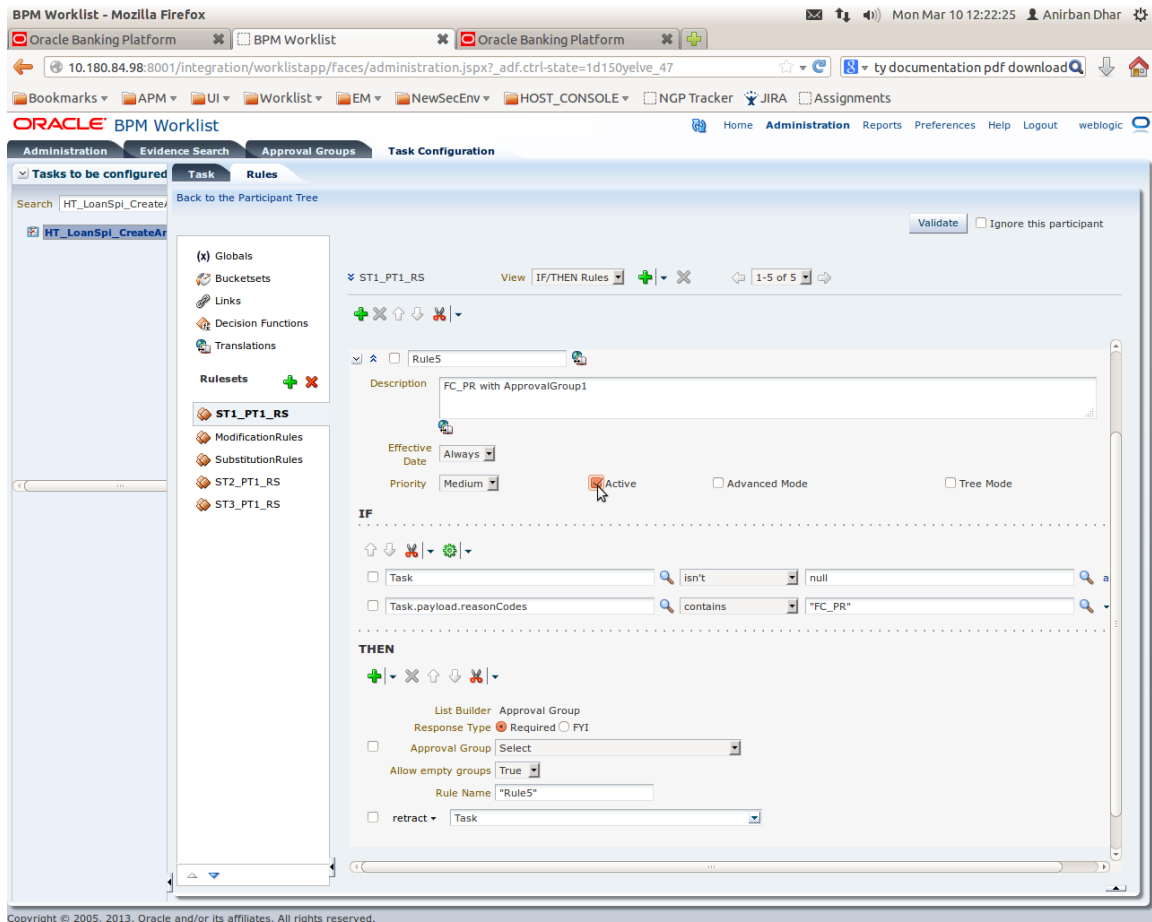 BPM Worklist - Mozilla Firefox
Mon Mar 10 12:22:25 Anirban Dhar
Oracle Banking Platform BPM Worklist Oracle Banking Platform
10.180.84.98:8001/integration/worklistapp/faces/administration.jspx?_adf.ctrl-state=1d150yelve_47 ty documentation pdf download
Bookmarks APM UI Worklist EM NewSecEnv HOST_CONSOLE NGP Tracker JIRA Assignments
ORACLE BPM Worklist
Home Administration Reports Preferences Help Logout weblogic
Administration Evidence Search Approval Groups Task Configuration
Tasks to be configured Task Rules
Search HT_LoanSpi_CreateA Back to the Participant Tree
Validate Ignore this participant
HT_LoanSpi_CreateAr
(x) Globals
Bucketsets
ST1_PT1_RS View IF/THEN Rules 1-5 of 5
Links
Decision Functions
Translations
Rule5
Rulesets
Description FC_PR with ApprovalGroup1
ST1_PT1_RS
ModificationRules
SubstitutionRules
ST2_PT1_RS
ST3_PT1_RS
Effective
Date Always
Priority Medium Active Advanced Mode Tree Mode
IF
Task isn't null a
Task.payload.reasonCodes contains "FC_PR"
THEN
List Builder Approval Group
Response Type Required FYI
Approval Group Select
Allow empty groups True
Rule Name "Rule5"
retract Task
Copyright © 2005, 2013, Oracle and/or its affiliates. All rights reserved.